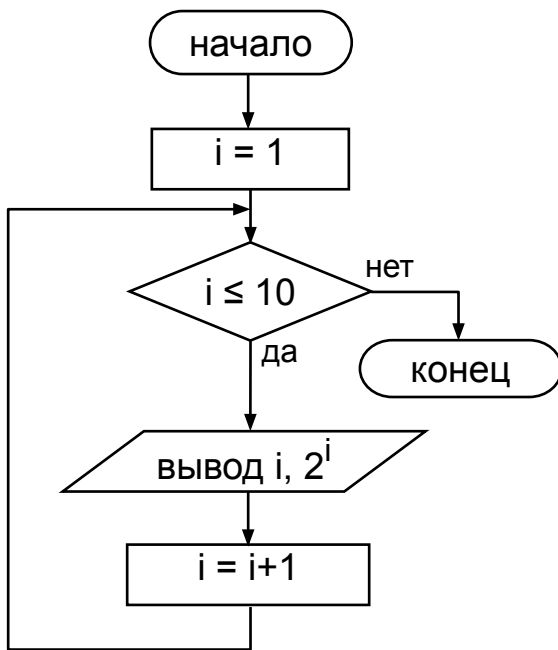 начало
i = 1
i ≤ 10
нет
да
конец
вывод i, 2^i
i = i+1